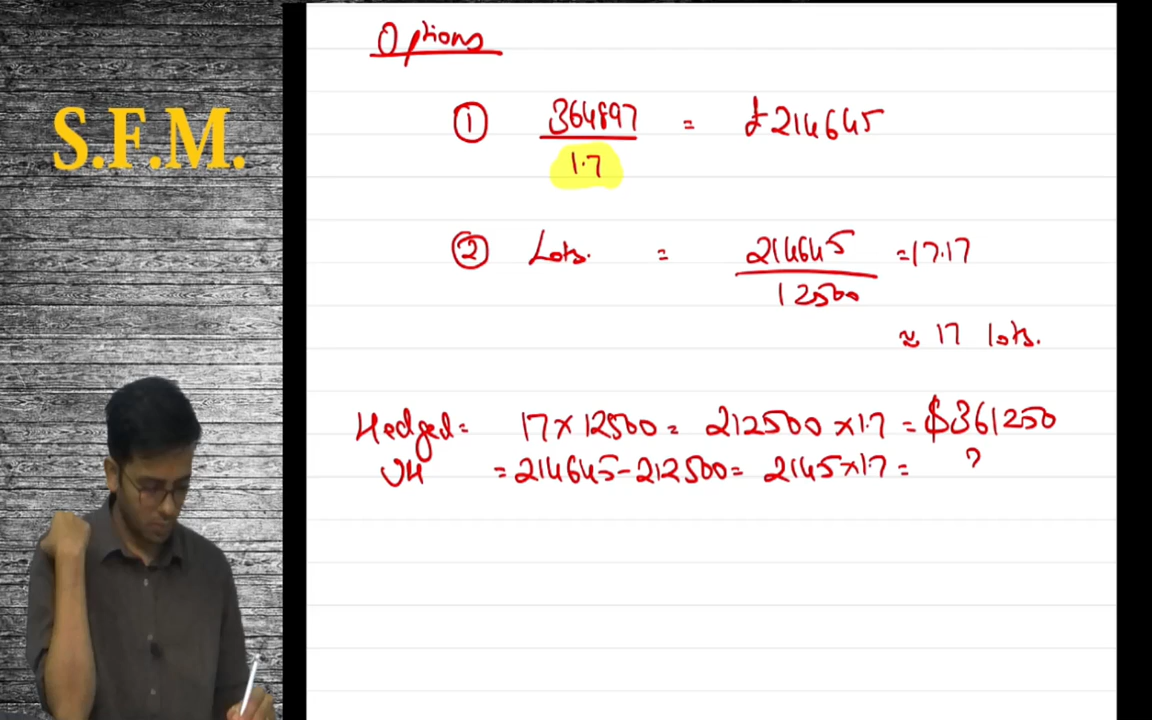 S.F.M.
Options
① 364897 / 1.7 = £214645
② Lots. = 214645 / 12500 = 17.17
≈ 17 lots.
Hedged = 17 × 12500 = 212500 × 1.7 = $361250
UH = 214645 - 212500 = 2145 × 1.7 = ?